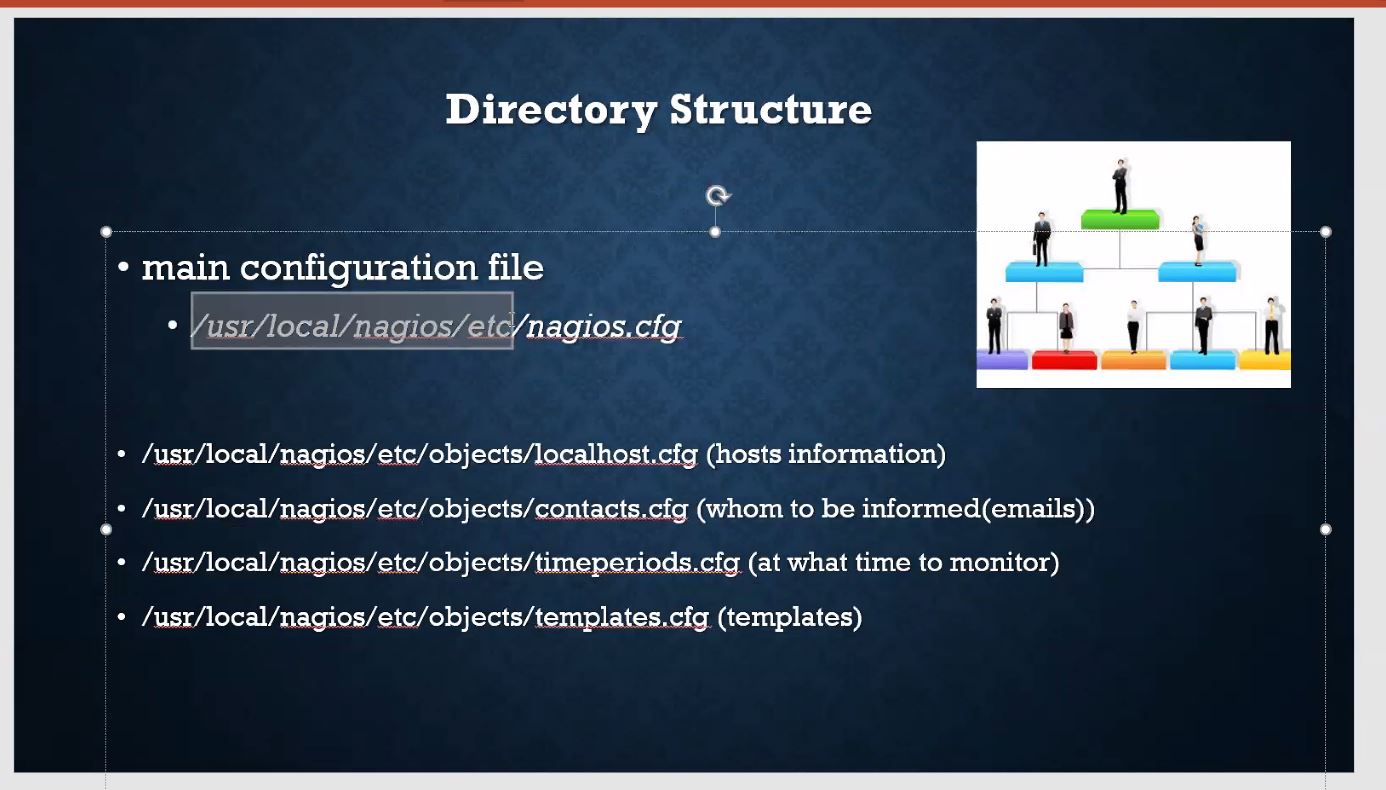 Directory Structure
• main configuration file
• /usr/local/nagios/etc/nagios.cfg
• /usr/local/nagios/etc/objects/localhost.cfg (hosts information)
• /usr/local/nagios/etc/objects/contacts.cfg (whom to be informed(emails))
• /usr/local/nagios/etc/objects/timeperiods.cfg (at what time to monitor)
• /usr/local/nagios/etc/objects/templates.cfg (templates)